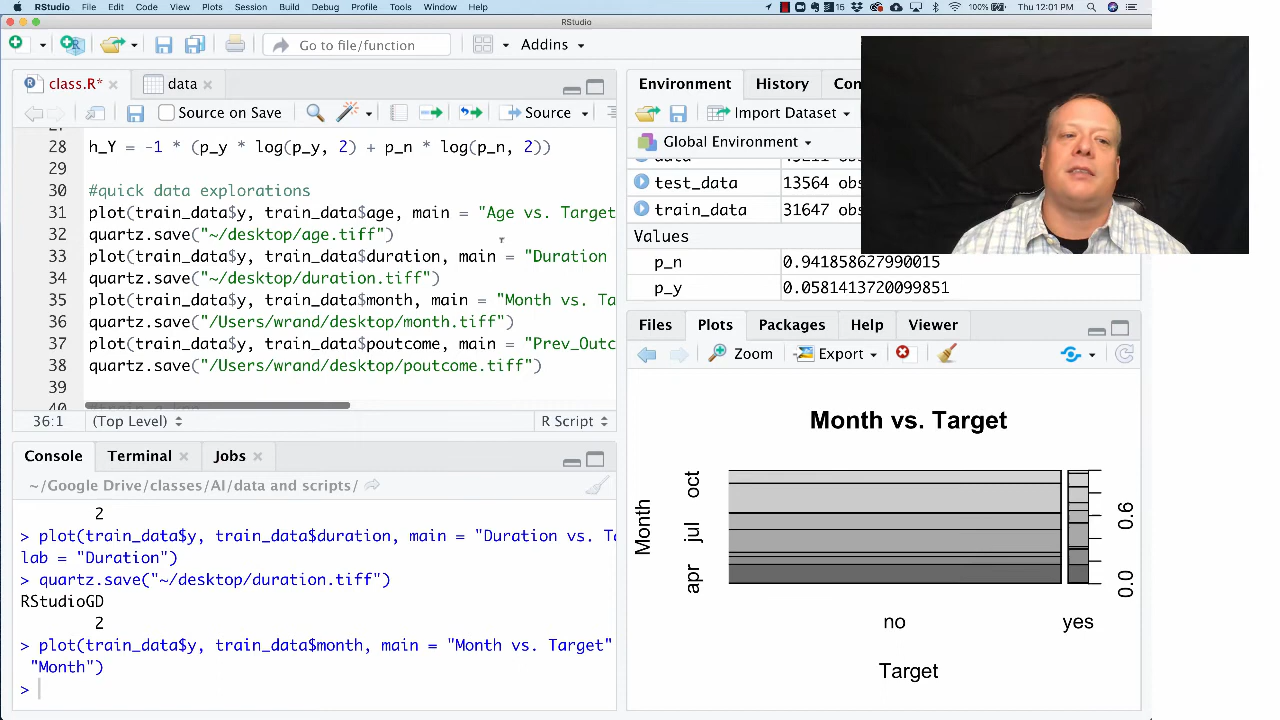 RStudio File Edit Code View Plots Session Build Debug Profile Tools Window Help 15 100% Thu 12:01 PM
RStudio
Go to file/function Addins
class.R* data
Source on Save Source
28 h_Y = -1 * (p_y * log(p_y, 2) + p_n * log(p_n, 2))
29
30 #quick data explorations
31 plot(train_data$y, train_data$age, main = "Age vs. Target
32 quartz.save("~/desktop/age.tiff")
33 plot(train_data$y, train_data$duration, main = "Duration
34 quartz.save("~/desktop/duration.tiff")
35 plot(train_data$y, train_data$month, main = "Month vs. Ta
36 quartz.save("/Users/wrand/desktop/month.tiff")
37 plot(train_data$y, train_data$poutcome, main = "Prev_Outc
38 quartz.save("/Users/wrand/desktop/poutcome.tiff")
39
36:1 (Top Level) R Script
Console Terminal Jobs
~/Google Drive/classes/AI/data and scripts/
2
> plot(train_data$y, train_data$duration, main = "Duration vs. Ta
lab = "Duration")
> quartz.save("~/desktop/duration.tiff")
RStudioGD
2
> plot(train_data$y, train_data$month, main = "Month vs. Target"
"Month")
>
Environment History Con
Import Dataset
Global Environment
test_data 13564 obs
train_data 31647 obs
Values
p_n 0.941858627990015
p_y 0.0581413720099851
Files Plots Packages Help Viewer
Zoom Export
Month vs. Target
Month
oct
jul
apr
0.6
0.0
no yes
Target